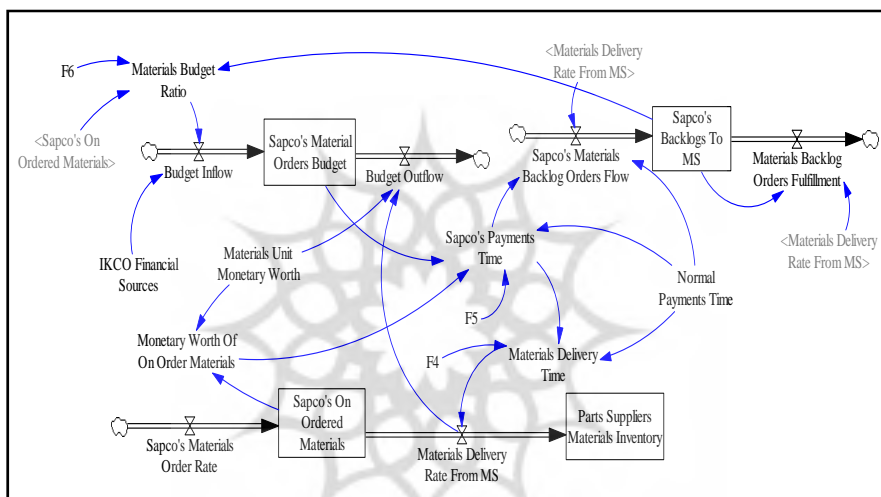 F6
Materials Budget
Ratio
<Sapco's On
Ordered Materials>
Budget Inflow
Sapco's Material
Orders Budget
Budget Outflow
IKCO Financial
Sources
Materials Unit
Monetary Worth
Monetary Worth Of
On Order Materials
<Materials Delivery
Rate From MS>
Sapco's Materials
Backlog Orders Flow
Sapco's
Backlogs To
MS
Materials Backlog
Orders Fulfillment
<Materials Delivery
Rate From MS>
Sapco's Payments
Time
Normal
Payments Time
F5
F4
Materials Delivery
Time
Sapco's Materials
Order Rate
Sapco's On
Ordered
Materials
Materials Delivery
Rate From MS
Parts Suppliers
Materials Inventory